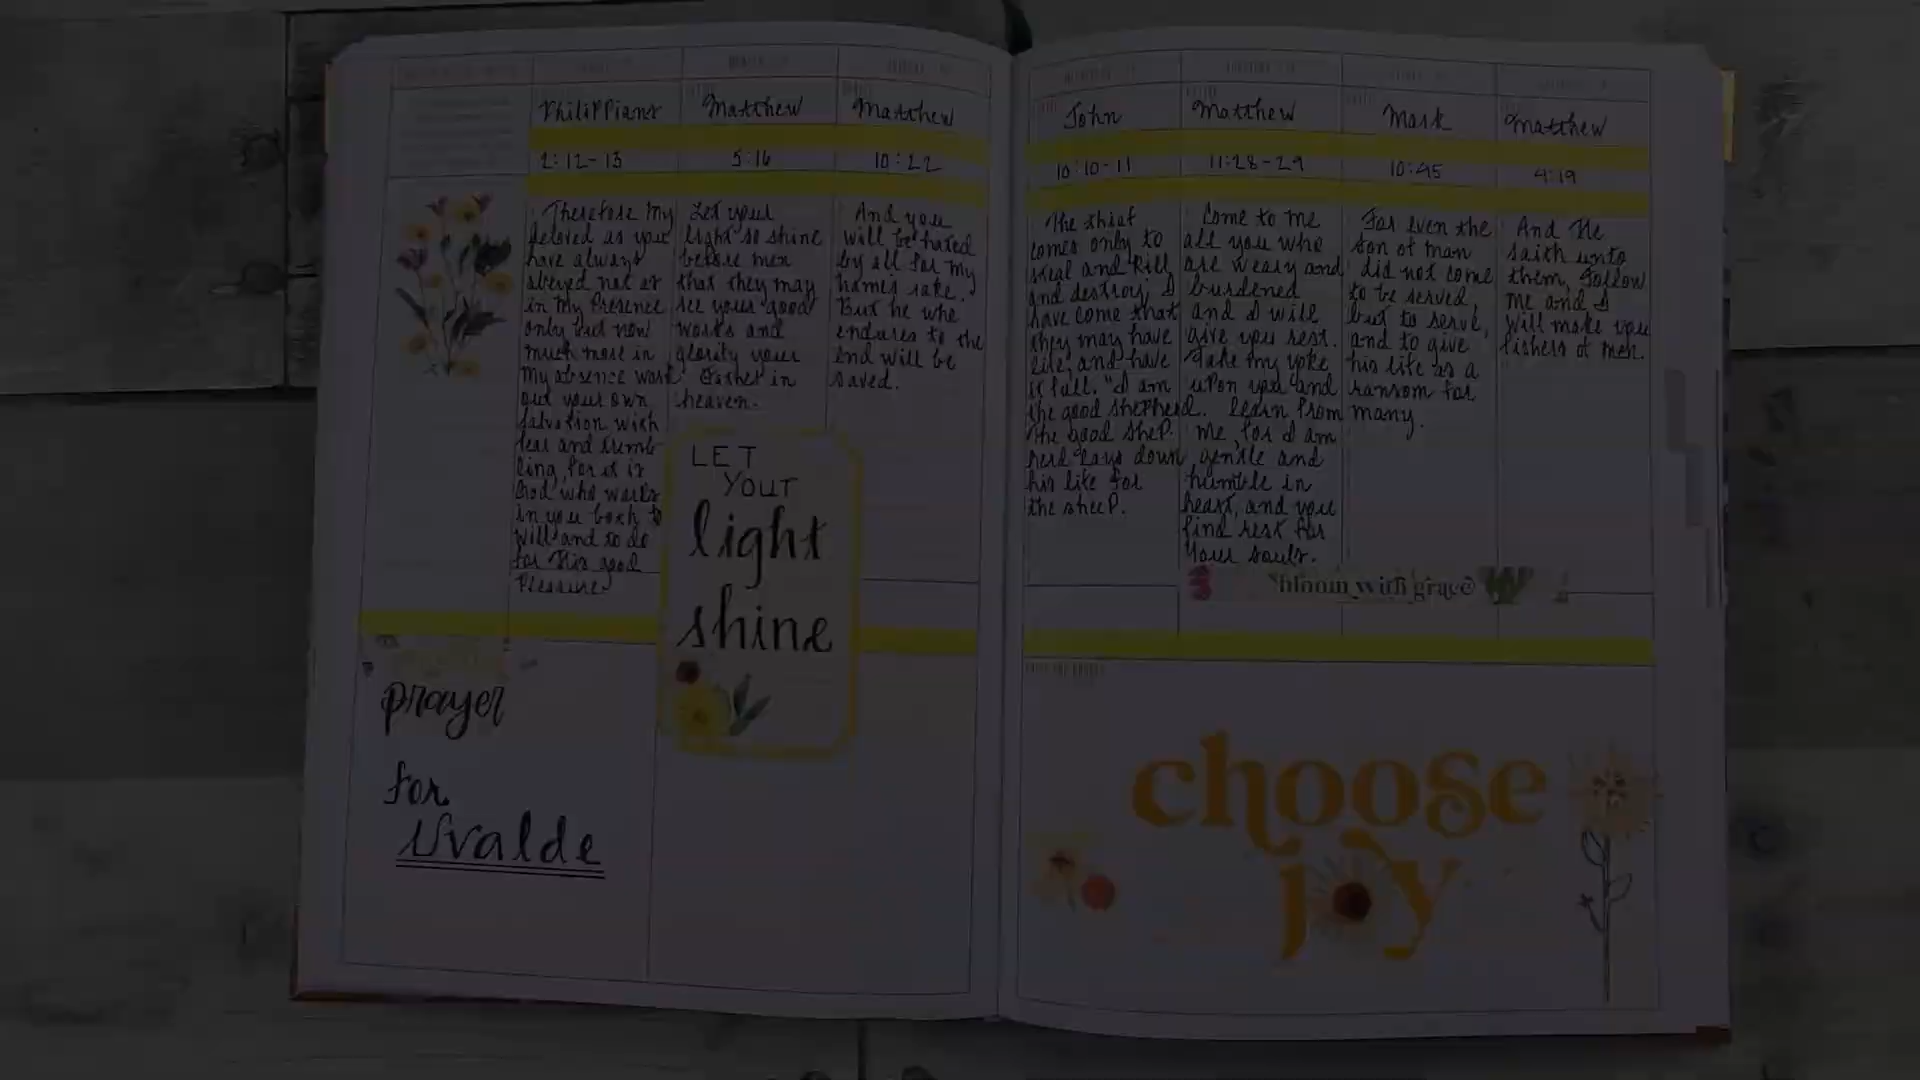 Philippians
2:12-13
Therefore my
beloved as you
have always
obeyed not as
in my Presence
only but now
much more in
my absence work
out your own
salvation with
fear and tremb
ling, for it is
God who works
in you both to
will and to do
for His good
Pleasure
Matthew
5:16
Let your
light so shine
before men
that they may
see your good
works and
glorify your
Father in
heaven.
Matthew
10:22
And you
will be hated
by all for my
names sake.
But he who
endures to the
end will be
saved.
LET
YOUR
light
shine
prayer
for
Uvalde
John
10:10-11
The thief
comes only to
steal and kill
and destroy, I
have come that
they may have
life, and have
it full. "I am
the good shepherd.
The good sheP.
herd lays down
his life for
the sheeP.
Matthew
11:28-29
Come to me
all you who
are weary and
burdened
and I will
give you rest.
Take my yoke
upon you and
learn from
me, for I am
gentle and
humble in
heart, and you
find rest for
your souls.
Mark
10:45
For even the
son of man
did not come
to be served
but to serve,
and to give
his life as a
ransom for
many.
Matthew
4:19
And He
saith unto
them, Follow
me and I
will make you
fishers of men.
bloom with grace
choose
joy